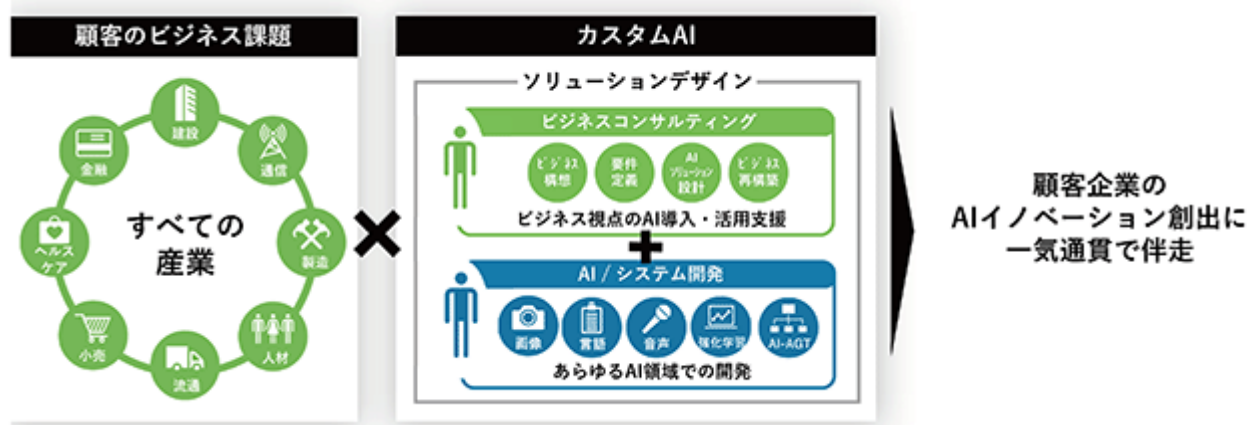 顧客のビジネス課題
建設
金融
通信
ヘルス
ケア
すべての
産業
製造
小売
人材
流通
×
カスタムAI
ソリューションデザイン
ビジネスコンサルティング
ビジネス
構想
要件
定義
AI
ソリューション
設計
ビジネス
再構築
ビジネス視点のAI導入・活用支援
+
AI / システム開発
画像
言語
音声
強化学習
AI-AGT
あらゆるAI領域での開発
顧客企業の
AIイノベーション創出に
一気通貫で伴走